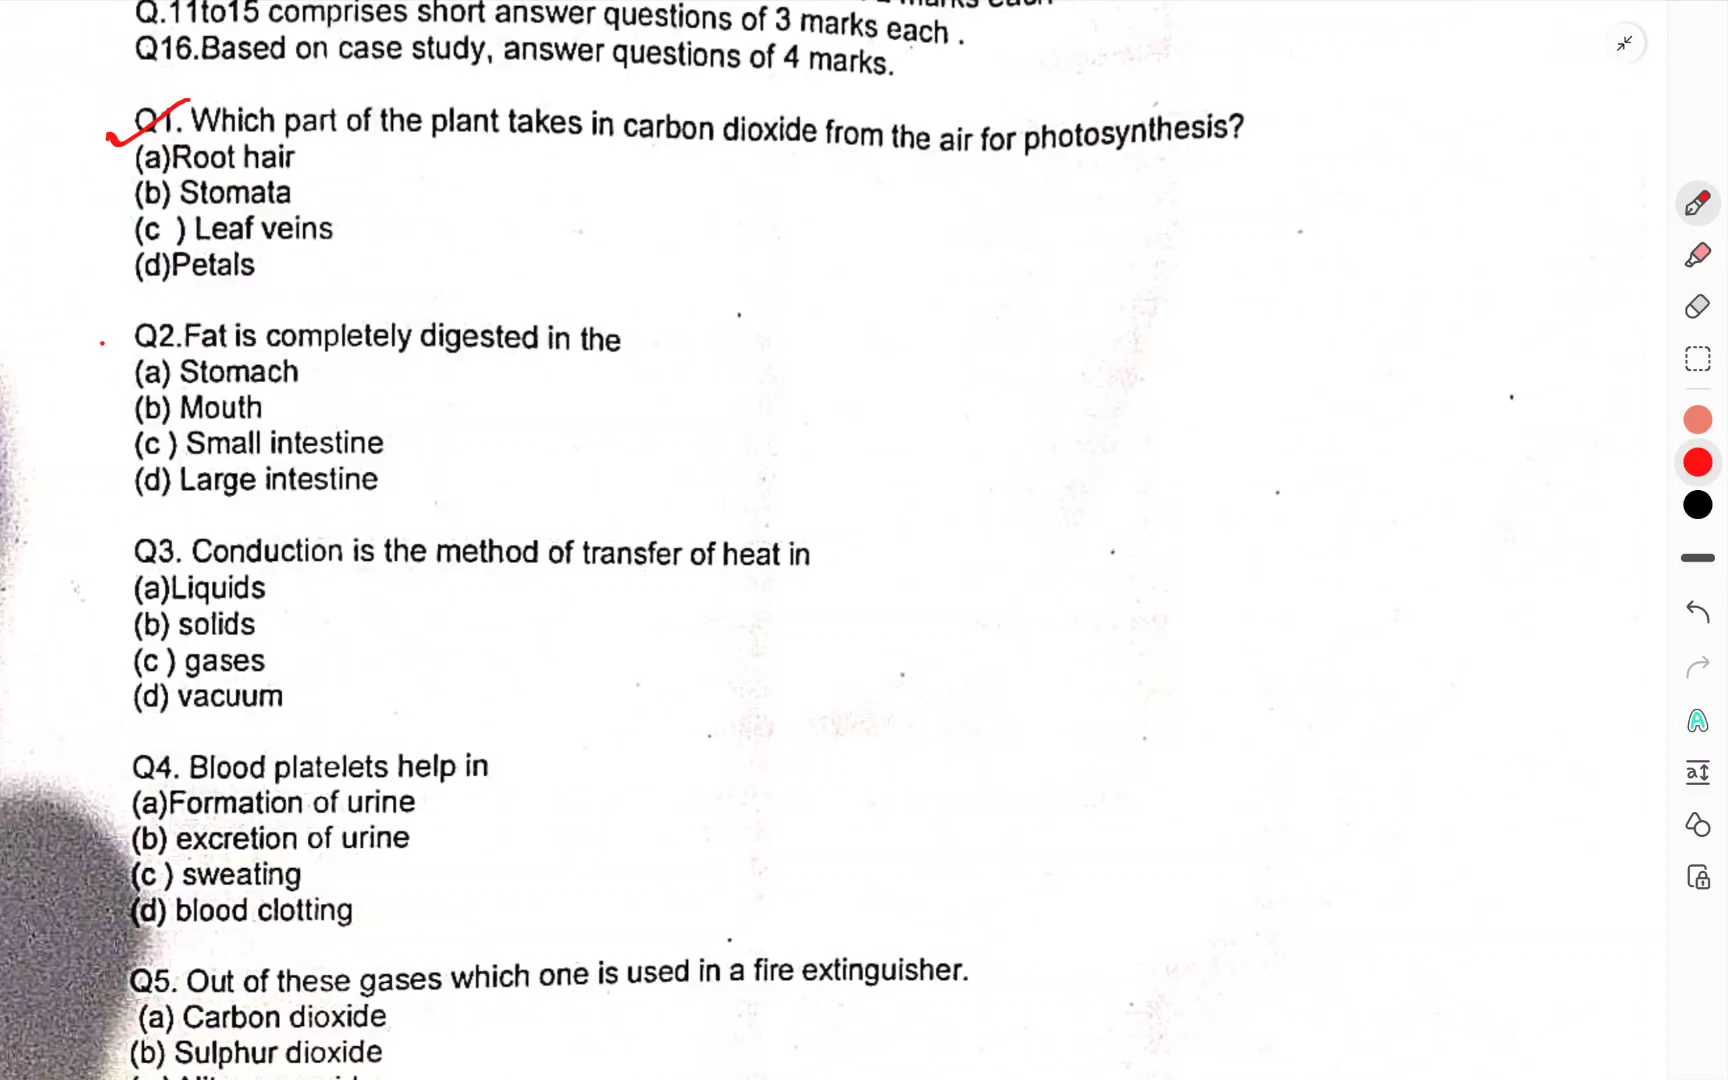 Q.11to15 comprises short answer questions of 3 marks each .
Q16.Based on case study, answer questions of 4 marks.
Q1. Which part of the plant takes in carbon dioxide from the air for photosynthesis?
(a)Root hair
(b) Stomata
(c ) Leaf veins
(d)Petals
Q2.Fat is completely digested in the
(a) Stomach
(b) Mouth
(c ) Small intestine
(d) Large intestine
Q3. Conduction is the method of transfer of heat in
(a)Liquids
(b) solids
(c ) gases
(d) vacuum
Q4. Blood platelets help in
(a)Formation of urine
(b) excretion of urine
(c ) sweating
(d) blood clotting
Q5. Out of these gases which one is used in a fire extinguisher.
(a) Carbon dioxide
(b) Sulphur dioxide